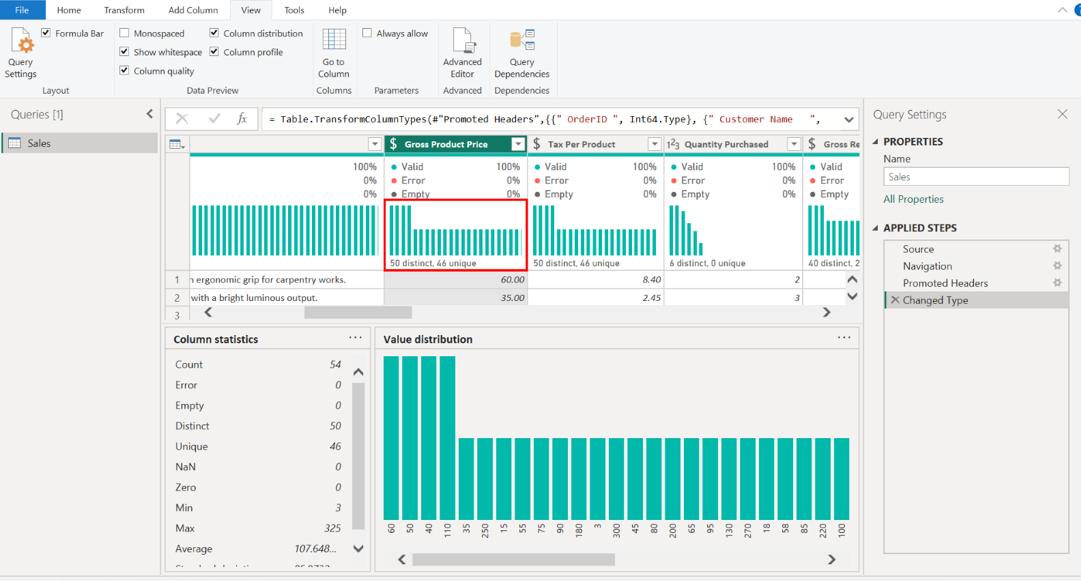 File Home Transform Add Column View Tools Help
Formula Bar Monospaced Column distribution Always allow
Show whitespace Column profile
Column quality
Query Settings Go to Column Advanced Editor Query Dependencies
Layout Data Preview Columns Parameters Advanced Dependencies
Queries [1]
Sales
fx = Table.TransformColumnTypes(#"Promoted Headers",{{" OrderID ", Int64.Type}, {" Customer Name   ",
$ Gross Product Price $ Tax Per Product 1²3 Quantity Purchased $ Gross Re
100% Valid 100% Valid 100% Valid 100% Valid
0% Error 0% Error 0% Error 0% Error
0% Empty 0% Empty 0% Empty 0% Empty
50 distinct, 46 unique 50 distinct, 46 unique 6 distinct, 0 unique 40 distinct, 2
1 ergonomic grip for carpentry works. 60.00 8.40 2
2 with a bright luminous output. 35.00 2.45 3
3
Column statistics ...
Count 54
Error 0
Empty 0
Distinct 50
Unique 46
NaN 0
Zero 0
Min 3
Max 325
Average 107.648...
Value distribution ...
60 50 40 110 35 250 15 55 75 90 180 3 300 45 80 200 65 95 130 270 18 58 85 220 100
Query Settings
PROPERTIES
Name
Sales
All Properties
APPLIED STEPS
Source
Navigation
Promoted Headers
Changed Type